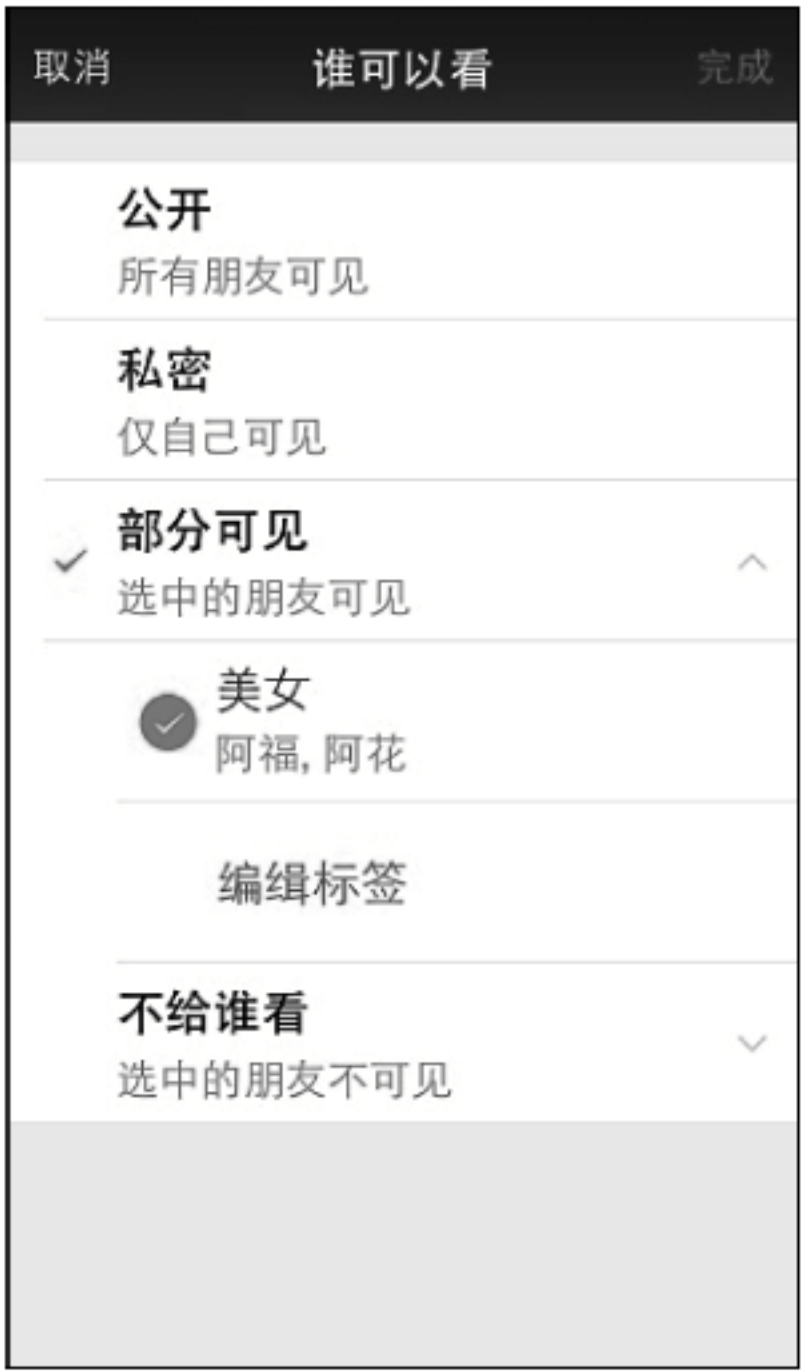 取消 谁可以看 完成
公开
所有朋友可见
私密
仅自己可见
部分可见
选中的朋友可见
美女
阿福, 阿花
编缉标签
不给谁看
选中的朋友不可见